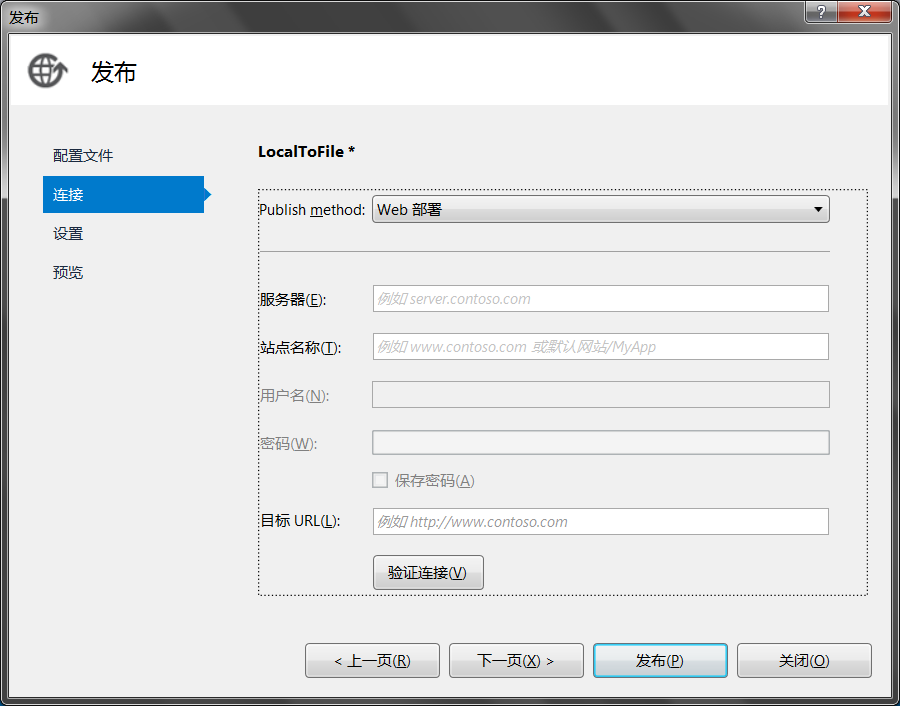 发布
?
发布
配置文件
连接
设置
预览
LocalToFile *
Publish method: Web 部署
服务器(E): 例如 server.contoso.com
站点名称(T): 例如 www.contoso.com 或默认网站/MyApp
用户名(N):
密码(W):
保存密码(A)
目标 URL(L): 例如 http://www.contoso.com
验证连接(V)
< 上一页(R) 下一页(X) > 发布(P) 关闭(O)